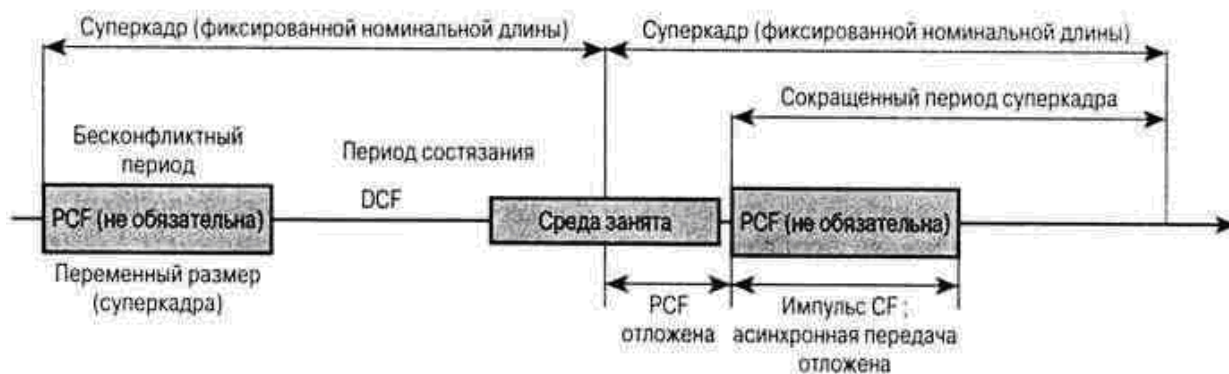 Суперкадр (фиксированной номинальной длины)
Суперкадр (фиксированной номинальной длины)
Сокращенный период суперкадра
Бесконфликтный
период
Период состязания
PCF (не обязательна)
DCF
Среда занята
PCF (не обязательна)
Переменный размер
(суперкадра)
PCF
отложена
Импульс CF ;
асинхронная передача
отложена